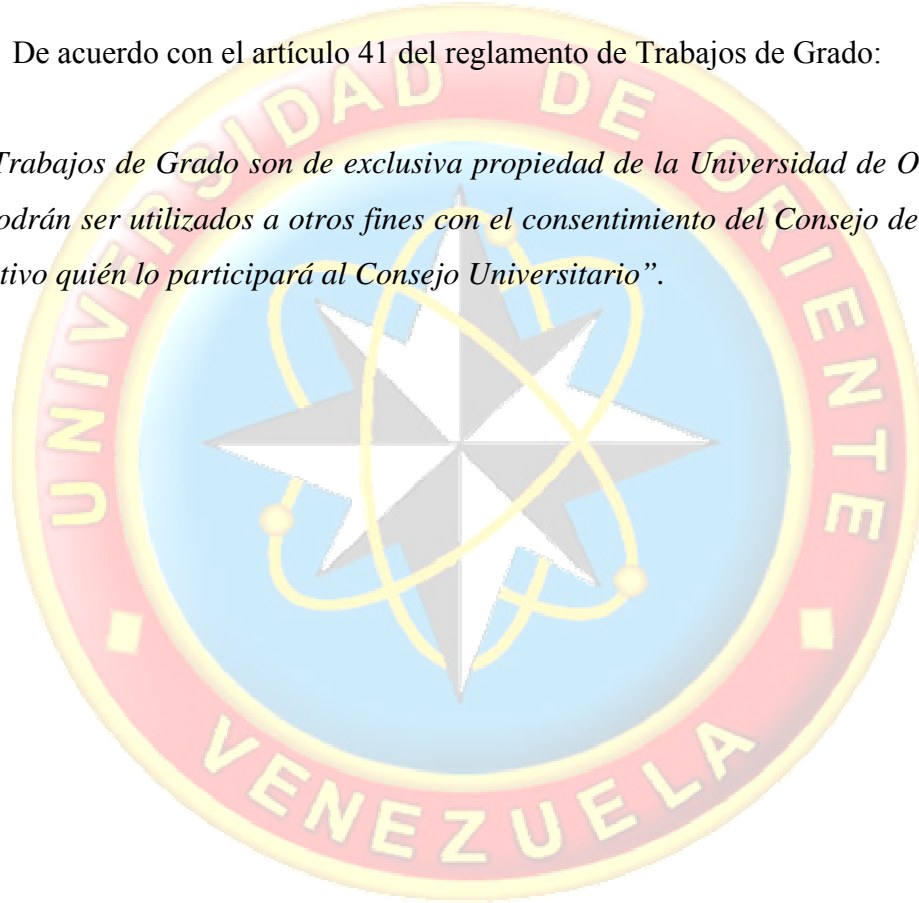 De acuerdo con el artículo 41 del reglamento de Trabajos de Grado:
Trabajos de Grado son de exclusiva propiedad de la Universidad de O
odrán ser utilizados a otros fines con el consentimiento del Consejo de
tivo quién lo participará al Consejo Universitario”.
UNIVERSIDAD DE ORIENTE
VENEZUELA